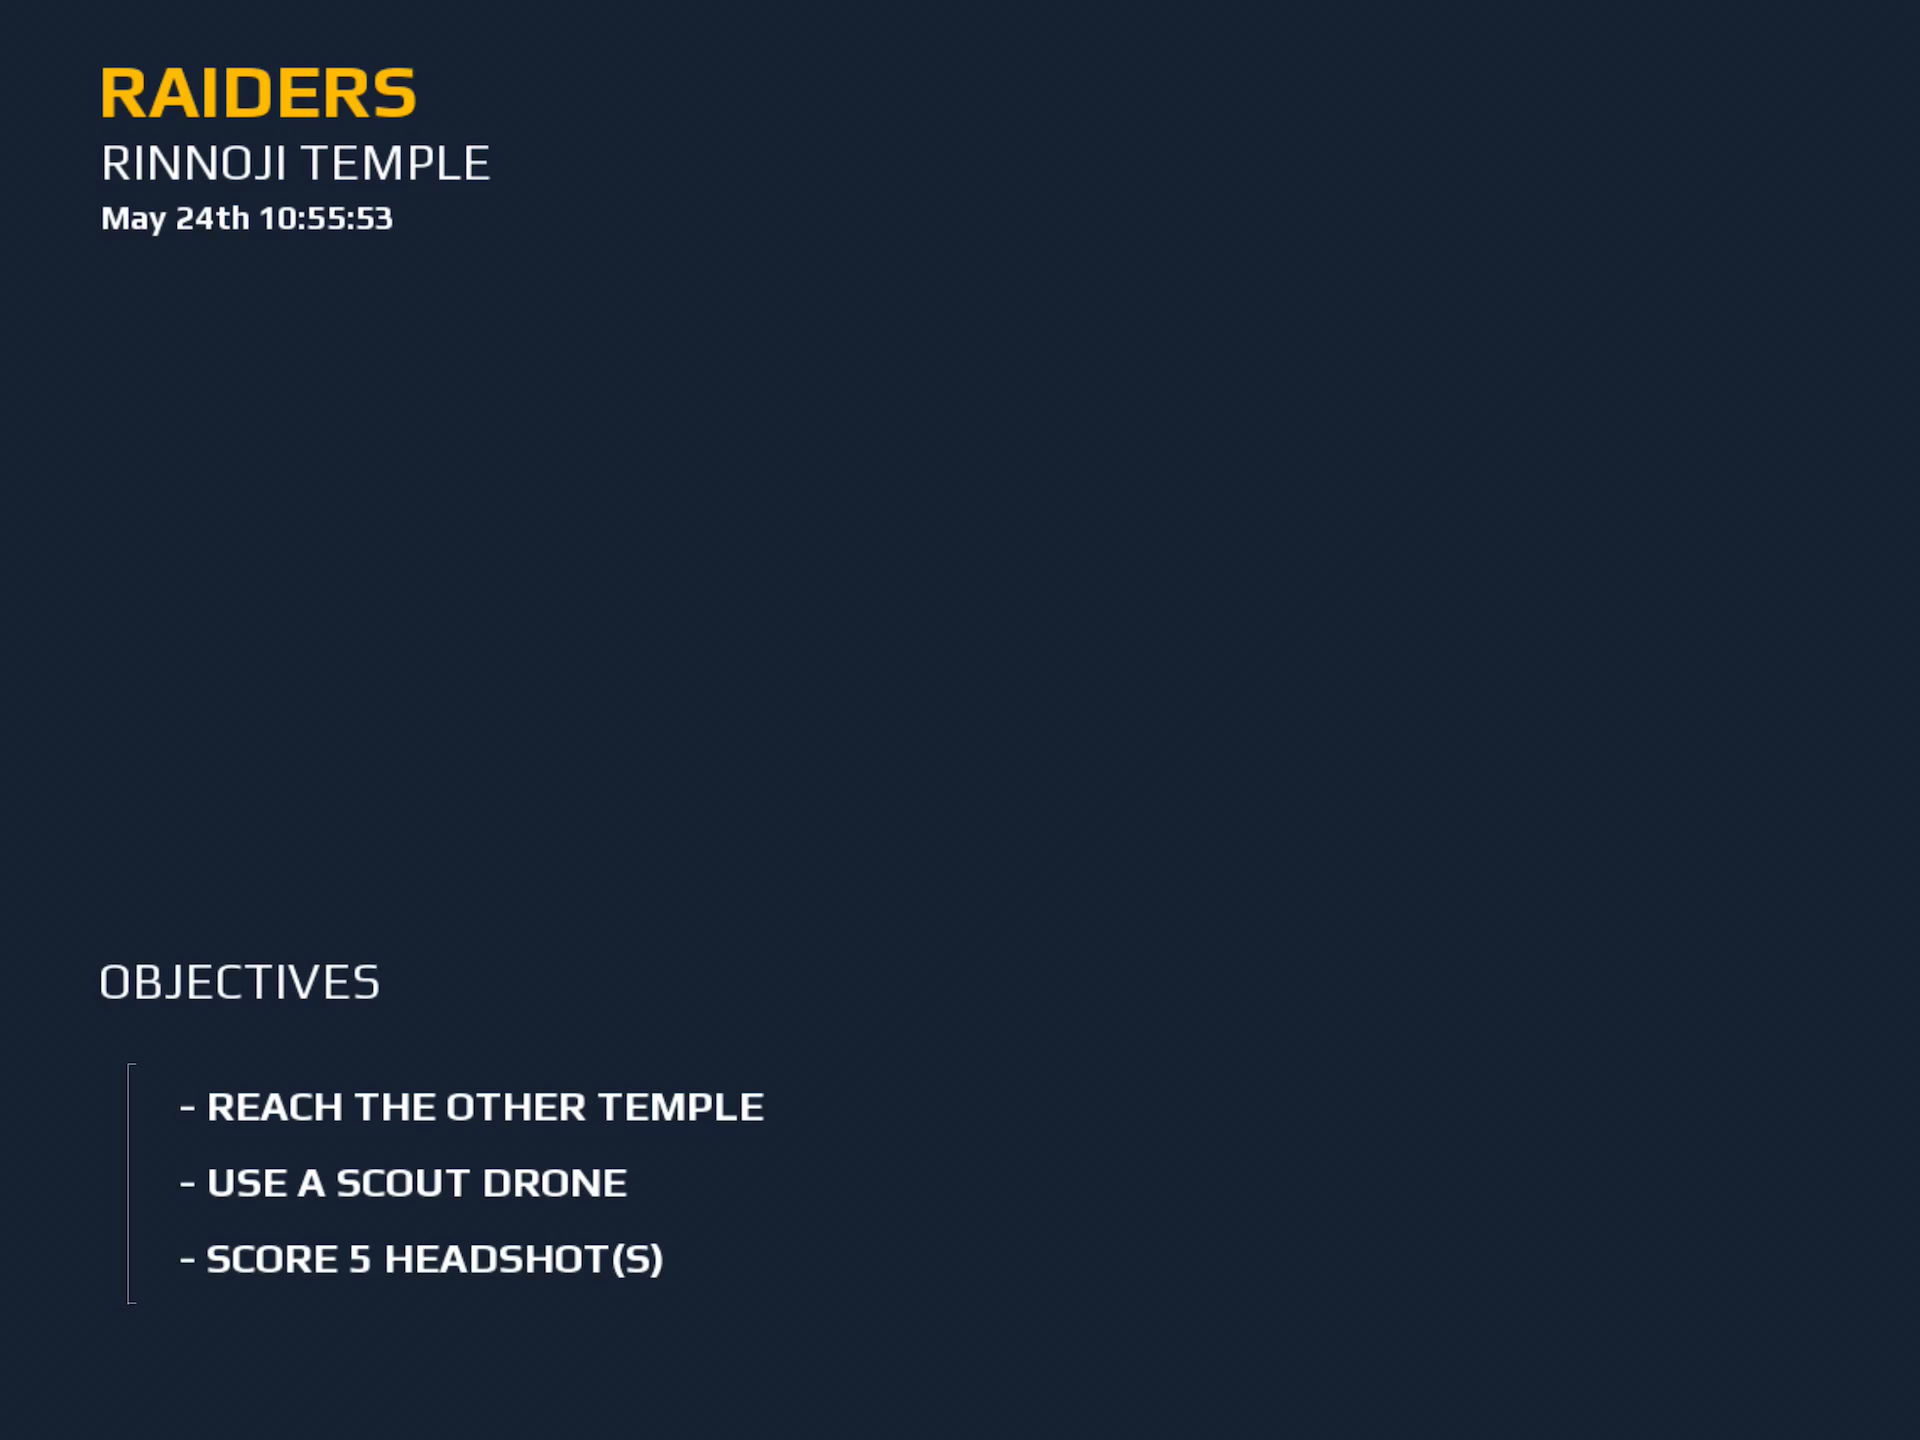 RAIDERS
RINNOJI TEMPLE
May 24th 10:55:53
OBJECTIVES
- REACH THE OTHER TEMPLE
- USE A SCOUT DRONE
- SCORE 5 HEADSHOT(S)